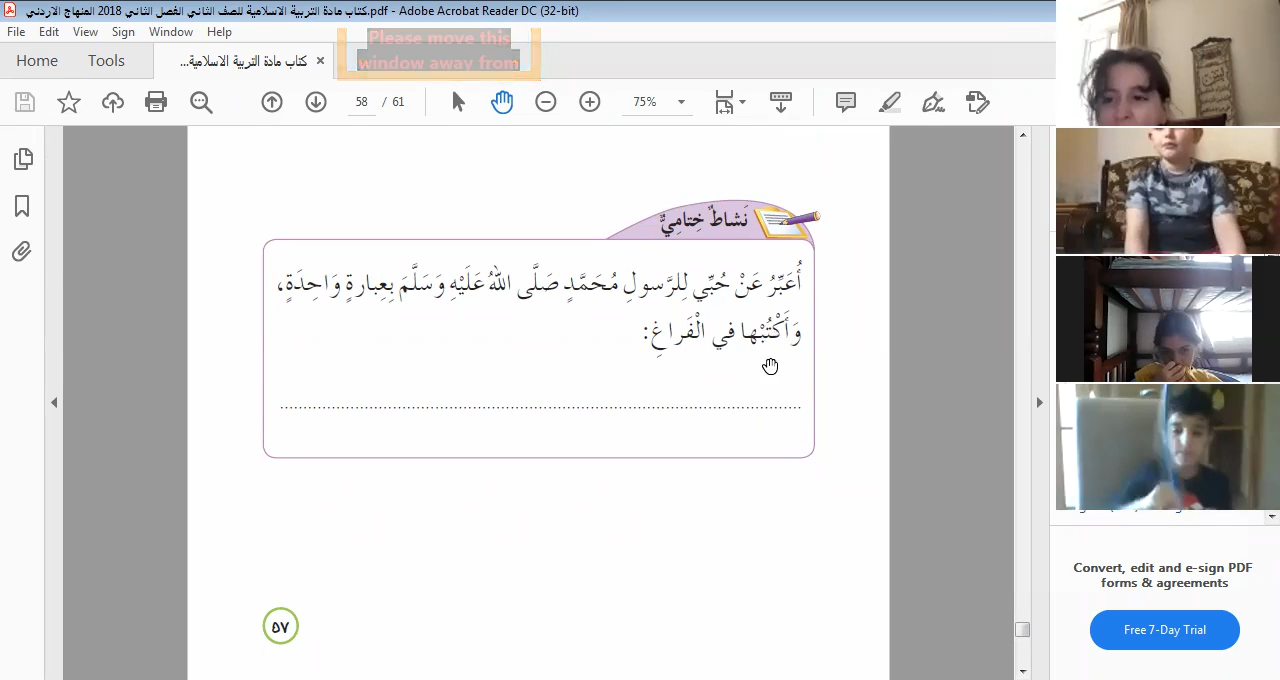 كتاب مادة التربية الاسلامية للصف الثاني الفصل الثاني 2018 المنهاج الاردني.pdf - Adobe Acrobat Reader DC (32-bit)
File Edit View Sign Window Help
Home Tools كتاب مادة التربية الاسلامية... ×
Please move this
window away from
58 / 61 75%
نَشاطٌ خِتامِيٌّ
أُعَبِّرُ عَنْ حُبِّي لِلرَّسولِ مُحَمَّدٍ صَلَّى اللهُ عَلَيْهِ وَسَلَّمَ بِعِبارةٍ وَاحِدَةٍ،
وَأَكْتُبْها في الْفَراغِ:
٥٧
Convert, edit and e-sign PDF
forms & agreements
Free 7-Day Trial